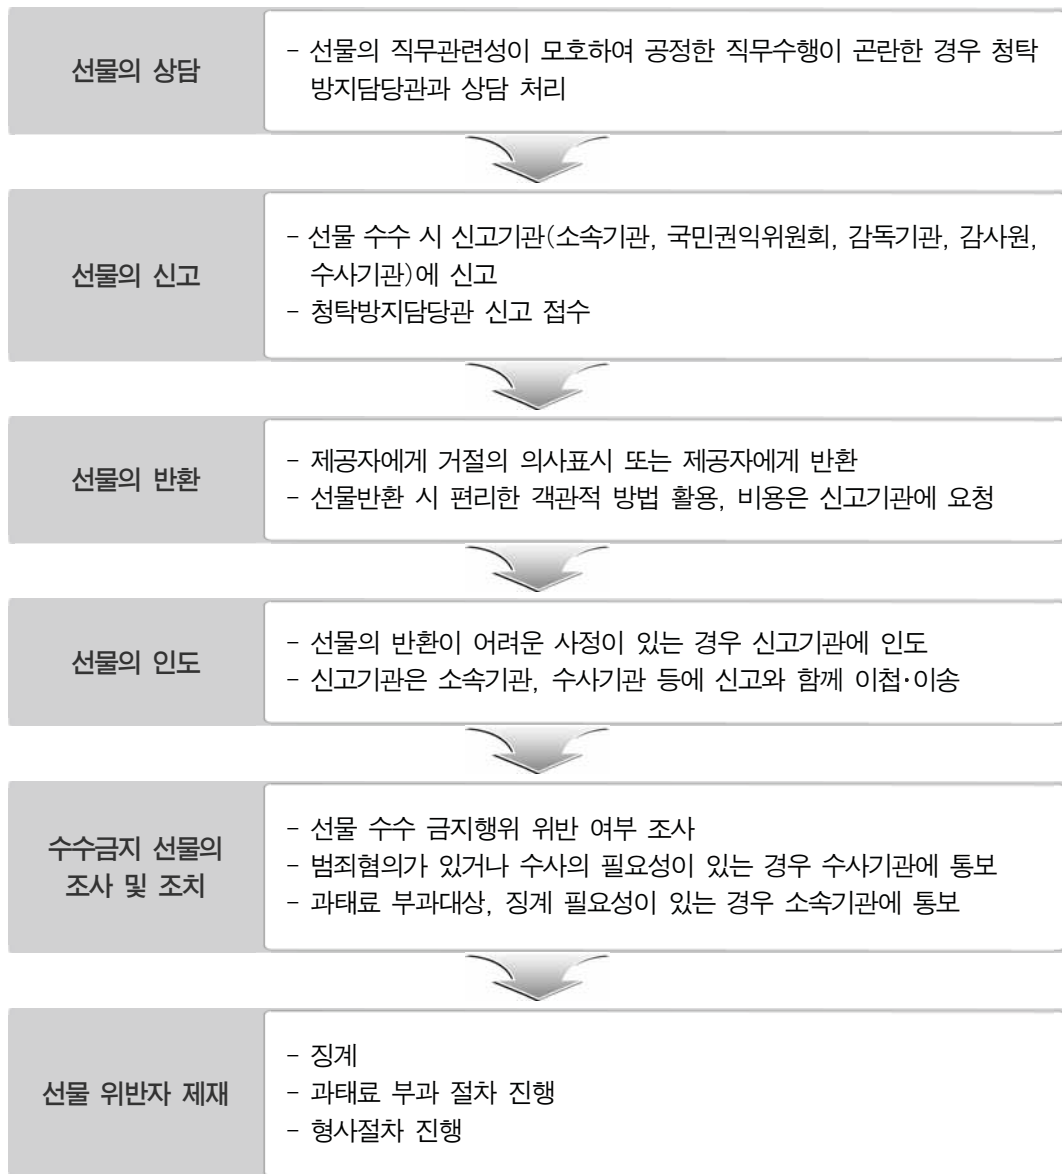 선물의 상담
- 선물의 직무관련성이 모호하여 공정한 직무수행이 곤란한 경우 청탁
방지담당관과 상담 처리
선물의 신고
- 선물 수수 시 신고기관(소속기관, 국민권익위원회, 감독기관, 감사원,
수사기관)에 신고
- 청탁방지담당관 신고 접수
선물의 반환
- 제공자에게 거절의 의사표시 또는 제공자에게 반환
- 선물반환 시 편리한 객관적 방법 활용, 비용은 신고기관에 요청
선물의 인도
- 선물의 반환이 어려운 사정이 있는 경우 신고기관에 인도
- 신고기관은 소속기관, 수사기관 등에 신고와 함께 이첩·이송
수수금지 선물의
조사 및 조치
- 선물 수수 금지행위 위반 여부 조사
- 범죄혐의가 있거나 수사의 필요성이 있는 경우 수사기관에 통보
- 과태료 부과대상, 징계 필요성이 있는 경우 소속기관에 통보
선물 위반자 제재
- 징계
- 과태료 부과 절차 진행
- 형사절차 진행